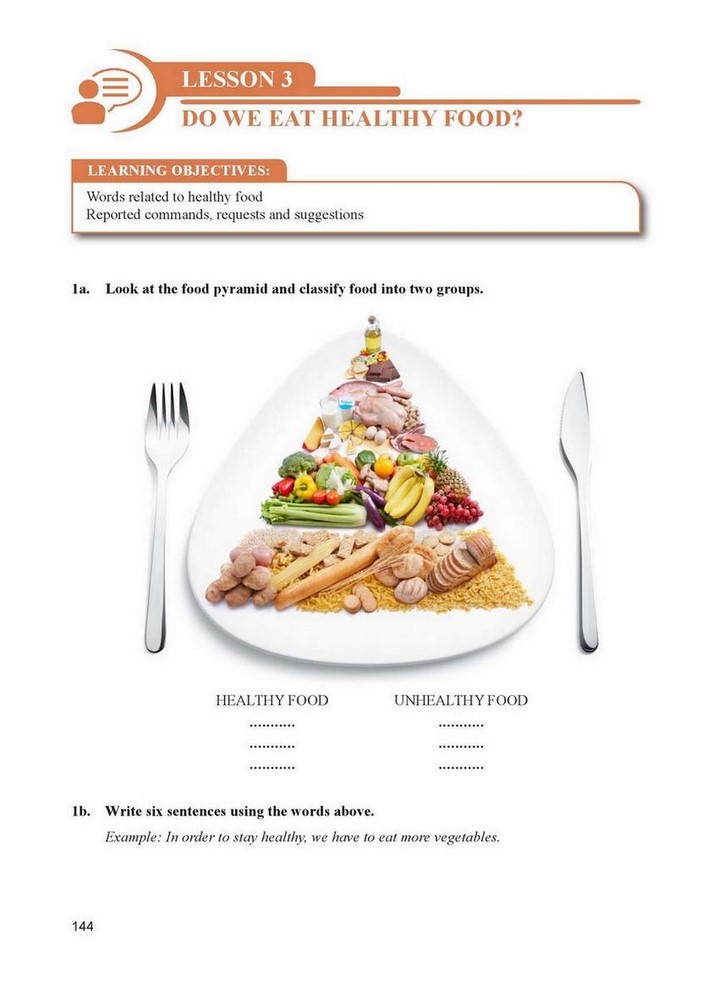 LESSON 3
DO WE EAT HEALTHY FOOD?
LEARNING OBJECTIVES:
Words related to healthy food
Reported commands, requests and suggestions
1a. Look at the food pyramid and classify food into two groups.
HEALTHY FOOD
...........
...........
...........
UNHEALTHY FOOD
...........
...........
...........
1b. Write six sentences using the words above.
Example: In order to stay healthy, we have to eat more vegetables.
144